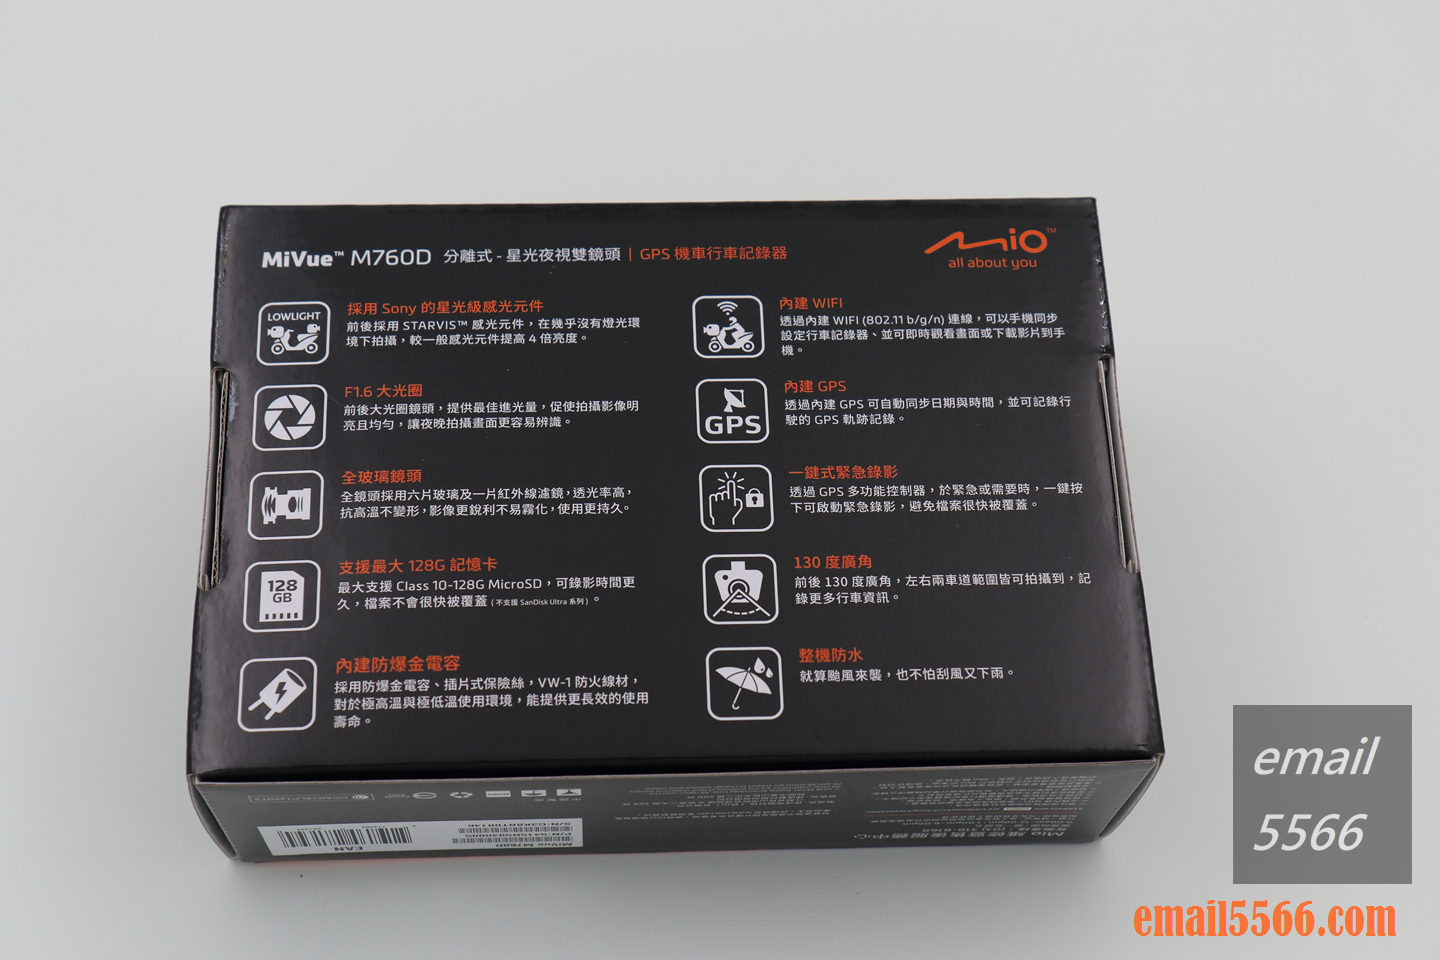 MiVue™ M760D 分離式 - 星光夜視雙鏡頭 | GPS 機車行車記錄器
Mio™
all about you
LOWLIGHT
採用 Sony 的星光級感光元件
前後採用 STARVIS™ 感光元件，在幾乎沒有燈光環
境下拍攝，較一般感光元件提高 4 倍亮度。
F1.6 大光圈
前後大光圈鏡頭，提供最佳進光量，促使拍攝影像明
亮且均勻，讓夜晚拍攝畫面更容易辨識。
全玻璃鏡頭
全鏡頭採用六片玻璃及一片紅外線濾鏡，透光率高，
抗高溫不變形，影像更銳利不易霧化，使用更持久。
128
GB
支援最大 128G 記憶卡
最大支援 Class 10-128G MicroSD，可錄影時間更
久，檔案不會很快被覆蓋 ( 不支援 SanDisk Ultra 系列 ) 。
內建防爆金電容
採用防爆金電容、插片式保險絲，VW-1 防火線材，
對於極高溫與極低溫使用環境，能提供更長效的使用
壽命。
內建 WIFI
透過內建 WIFI (802.11 b/g/n) 連線，可以手機同步
設定行車記錄器、並可即時觀看畫面或下載影片到手
機。
GPS
內建 GPS
透過內建 GPS 可自動同步日期與時間，並可記錄行
駛的 GPS 軌跡記錄。
一鍵式緊急錄影
透過 GPS 多功能控制器，於緊急或需要時，一鍵按
下可啟動緊急錄影，避免檔案很快被覆蓋。
130 度廣角
前後 130 度廣角，左右兩車道範圍皆可拍攝到，記
錄更多行車資訊。
整機防水
就算颱風來襲，也不怕刮風又下雨。
EAN
MiVue M760D
Mio 維修售後服務中心
email
5566
email5566.com